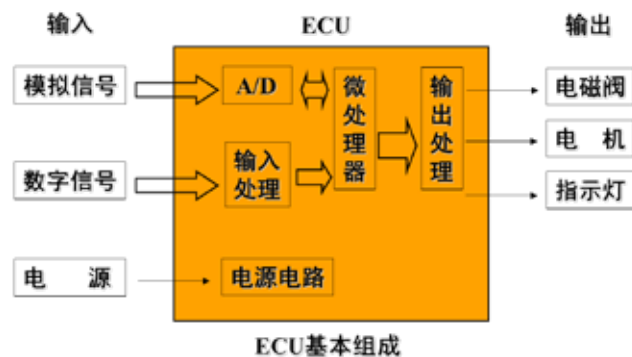 输入 ECU 输出
模拟信号
A/D
微处理器
输出处理
电磁阀
数字信号
输入
处理
电 机
指示灯
电 源
电源电路
ECU基本组成